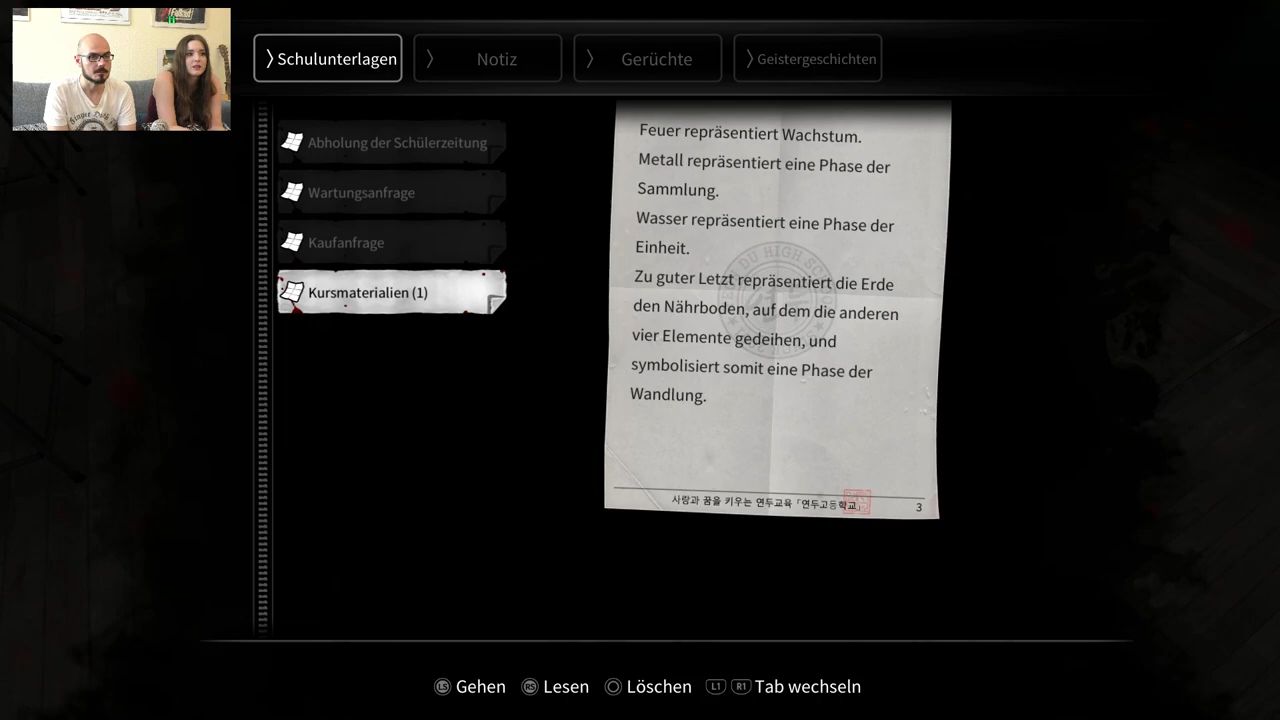 Schulunterlagen
Notiz
Gerüchte
Geistergeschichten
Abholung der Schülerzeitung
Wartungsanfrage
Kaufanfrage
Kursmaterialien (1)
Feuer repräsentiert Wachstum.
Metall repräsentiert eine Phase der
Sammlung.
Wasser repräsentiert eine Phase der
Einheit.
Zu guter Letzt repräsentiert die Erde
den Nährboden, auf dem die anderen
vier Elemente gedeihen, und
symbolisiert somit eine Phase der
Wandlung.
사랑과 꿈을 키우는 연두교육 「연두고등학교」
3
LS Gehen
RS Lesen
Löschen
L1 R1 Tab wechseln